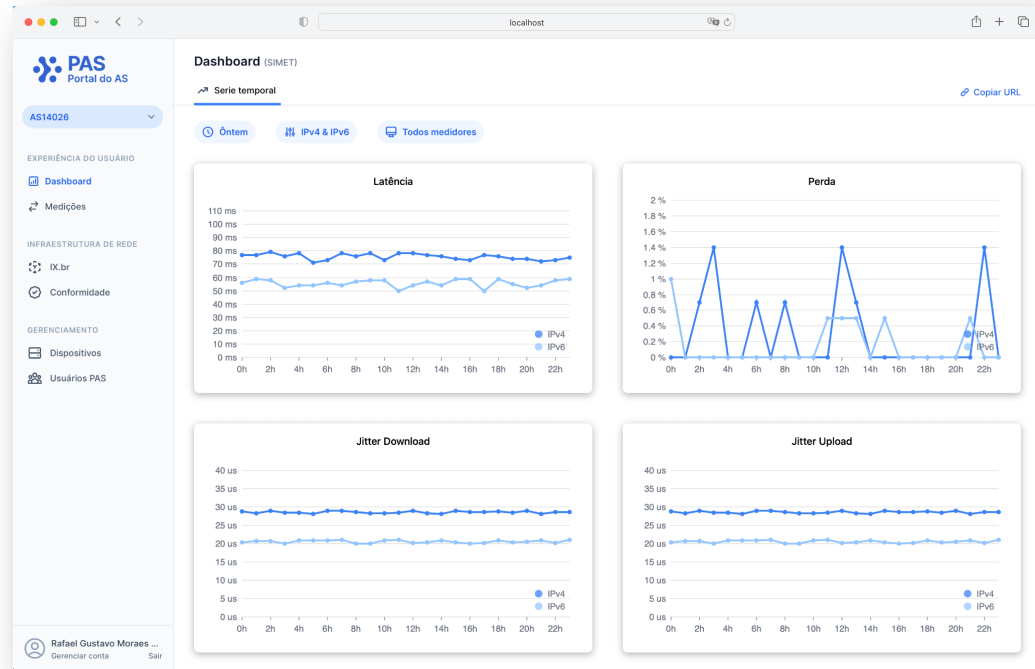 localhost
PAS
Portal do AS
AS14026
EXPERIÊNCIA DO USUÁRIO
Dashboard
Medições
INFRAESTRUTURA DE REDE
IX.br
Conformidade
GERENCIAMENTO
Dispositivos
Usuários PAS
Rafael Gustavo Moraes ...
Gerenciar conta Sair
Dashboard (SIMET)
Serie temporal
Copiar URL
Ôntem IPv4 & IPv6 Todos medidores
Latência
110 ms
100 ms
90 ms
80 ms
70 ms
60 ms
50 ms
40 ms
30 ms
20 ms
10 ms
0 ms
IPv4
IPv6
0h 2h 4h 6h 8h 10h 12h 14h 16h 18h 20h 22h
Perda
2 %
1.8 %
1.6 %
1.4 %
1.2 %
1 %
0.8 %
0.6 %
0.4 %
0.2 %
0 %
IPv4
IPv6
0h 2h 4h 6h 8h 10h 12h 14h 16h 18h 20h 22h
Jitter Download
40 us
35 us
30 us
25 us
20 us
15 us
10 us
5 us
0 us
IPv4
IPv6
0h 2h 4h 6h 8h 10h 12h 14h 16h 18h 20h 22h
Jitter Upload
40 us
35 us
30 us
25 us
20 us
15 us
10 us
5 us
0 us
IPv4
IPv6
0h 2h 4h 6h 8h 10h 12h 14h 16h 18h 20h 22h